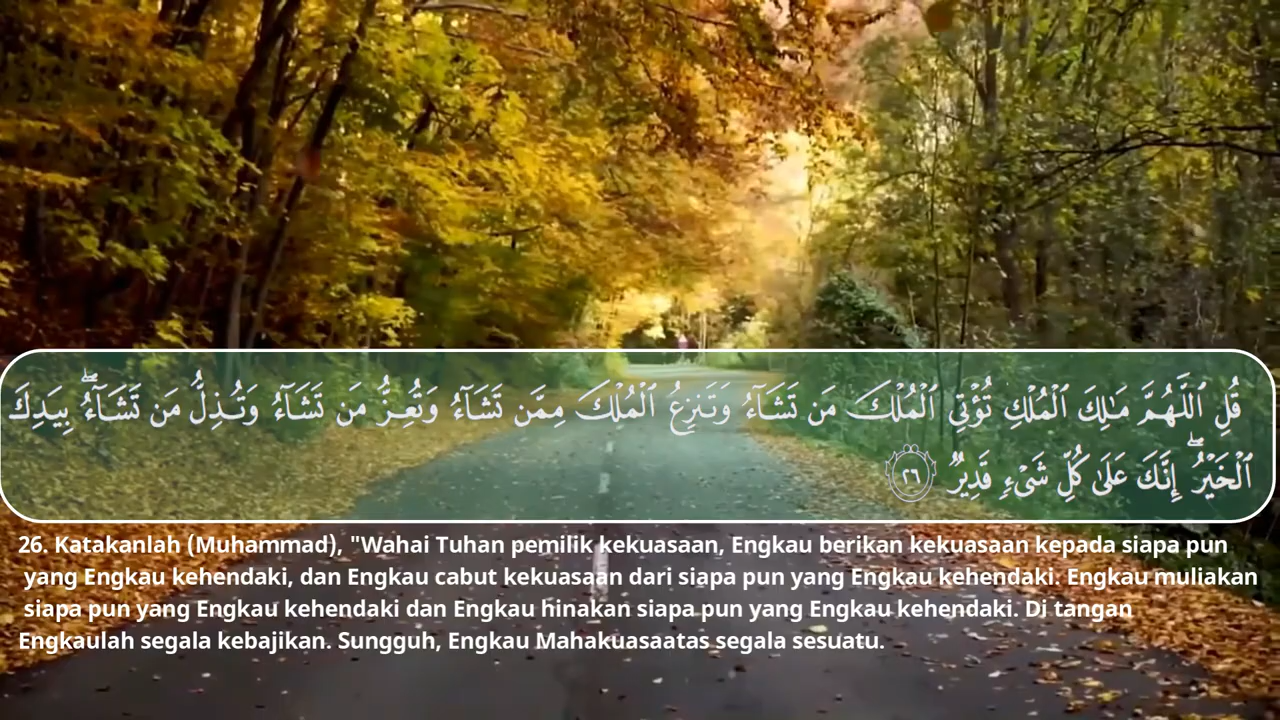 قُلِ ٱللَّهُمَّ مَـٰلِكَ ٱلْمُلْكِ تُؤْتِى ٱلْمُلْكَ مَن تَشَآءُ وَتَنزِعُ ٱلْمُلْكَ مِمَّن تَشَآءُ وَتُعِزُّ مَن تَشَآءُ وَتُذِلُّ مَن تَشَآءُ ۖ بِيَدِكَ
ٱلْخَيْرُ ۖ إِنَّكَ عَلَىٰ كُلِّ شَىْءٍ قَدِيرٌ ٢٦
26. Katakanlah (Muhammad), "Wahai Tuhan pemilik kekuasaan, Engkau berikan kekuasaan kepada siapa pun
yang Engkau kehendaki, dan Engkau cabut kekuasaan dari siapa pun yang Engkau kehendaki. Engkau muliakan
siapa pun yang Engkau kehendaki dan Engkau hinakan siapa pun yang Engkau kehendaki. Di tangan
Engkaulah segala kebajikan. Sungguh, Engkau Mahakuasaatas segala sesuatu.